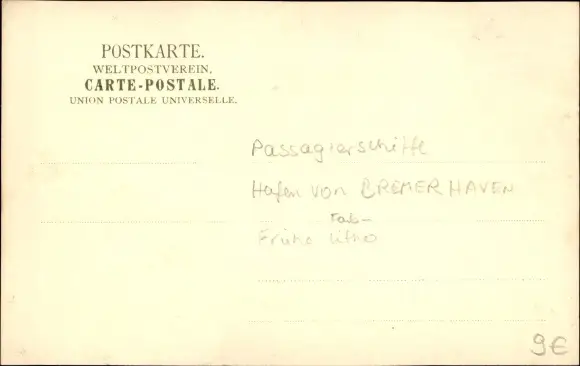 POSTKARTE.
WELTPOSTVEREIN.
CARTE-POSTALE.
UNION POSTALE UNIVERSELLE.
Passagierschiffe
Hafen von BREMERHAVEN
Farb-
Frühe Litho
9€